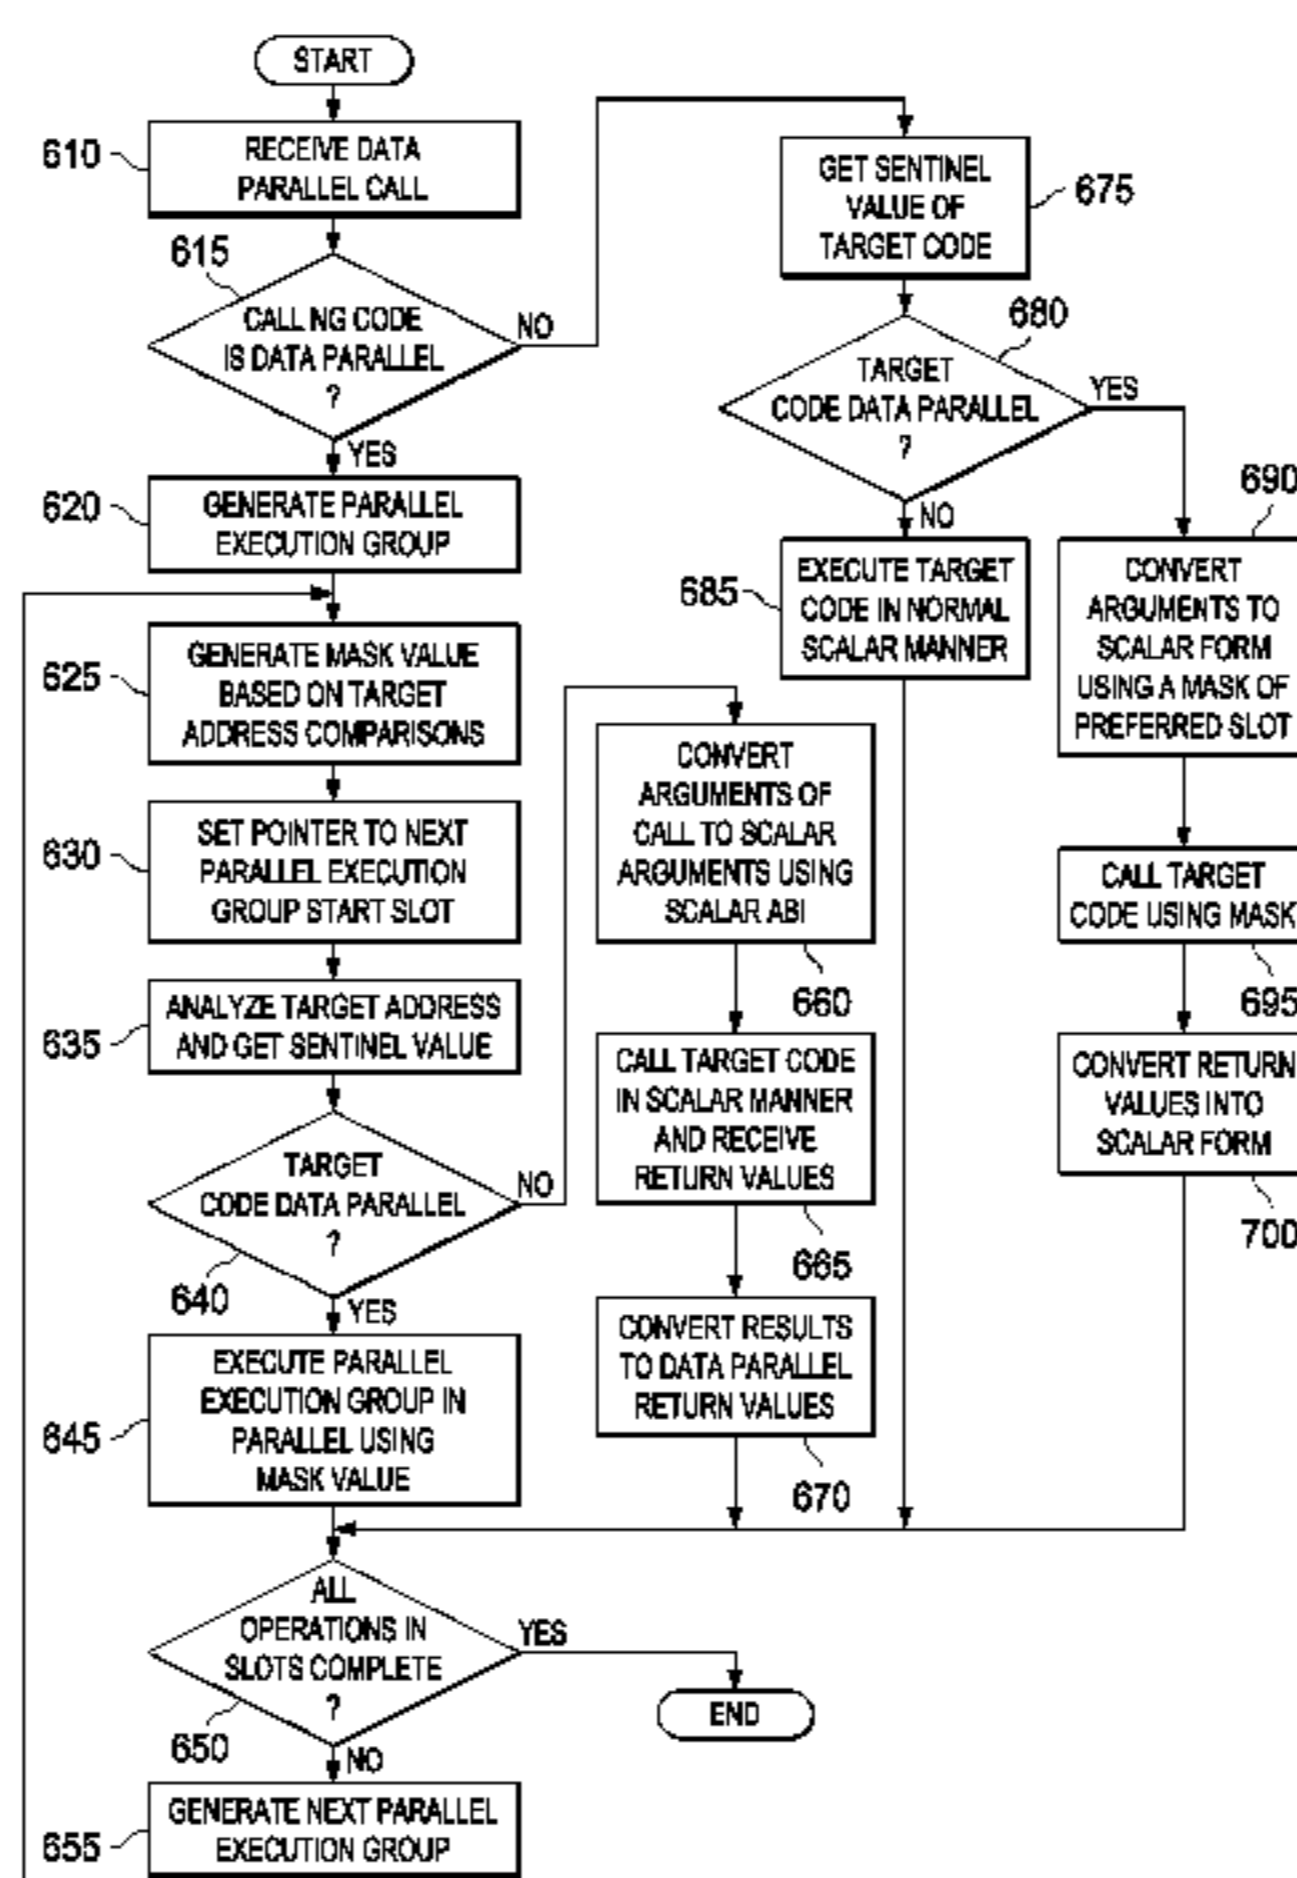 START
610
RECEIVE DATA
PARALLEL CALL
615
CALL NG CODE
IS DATA PARALLEL
?
NO
YES
620
GENERATE PARALLEL
EXECUTION GROUP
625
GENERATE MASK VALUE
BASED ON TARGET
ADDRESS COMPARISONS
630
SET POINTER TO NEXT
PARALLEL EXECUTION
GROUP START SLOT
635
ANALYZE TARGET ADDRESS
AND GET SENTINEL VALUE
TARGET
CODE DATA PARALLEL
?
NO
640
YES
645
EXECUTE PARALLEL
EXECUTION GROUP IN
PARALLEL USING
MASK VALUE
ALL
OPERATIONS IN
SLOTS COMPLETE
?
YES
END
650
NO
655
GENERATE NEXT PARALLEL
EXECUTION GROUP
CONVERT
ARGUMENTS OF
CALL TO SCALAR
ARGUMENTS USING
SCALAR ABI
660
CALL TARGET CODE
IN SCALAR MANNER
AND RECEIVE
RETURN VALUES
665
CONVERT RESULTS
TO DATA PARALLEL
RETURN VALUES
670
GET SENTINEL
VALUE OF
TARGET CODE
675
680
TARGET
CODE DATA PARALLEL
?
YES
NO
685
EXECUTE TARGET
CODE IN NORMAL
SCALAR MANNER
690
CONVERT
ARGUMENTS TO
SCALAR FORM
USING A MASK OF
PREFERRED SLOT
CALL TARGET
CODE USING MASK
695
CONVERT RETURN
VALUES INTO
SCALAR FORM
700